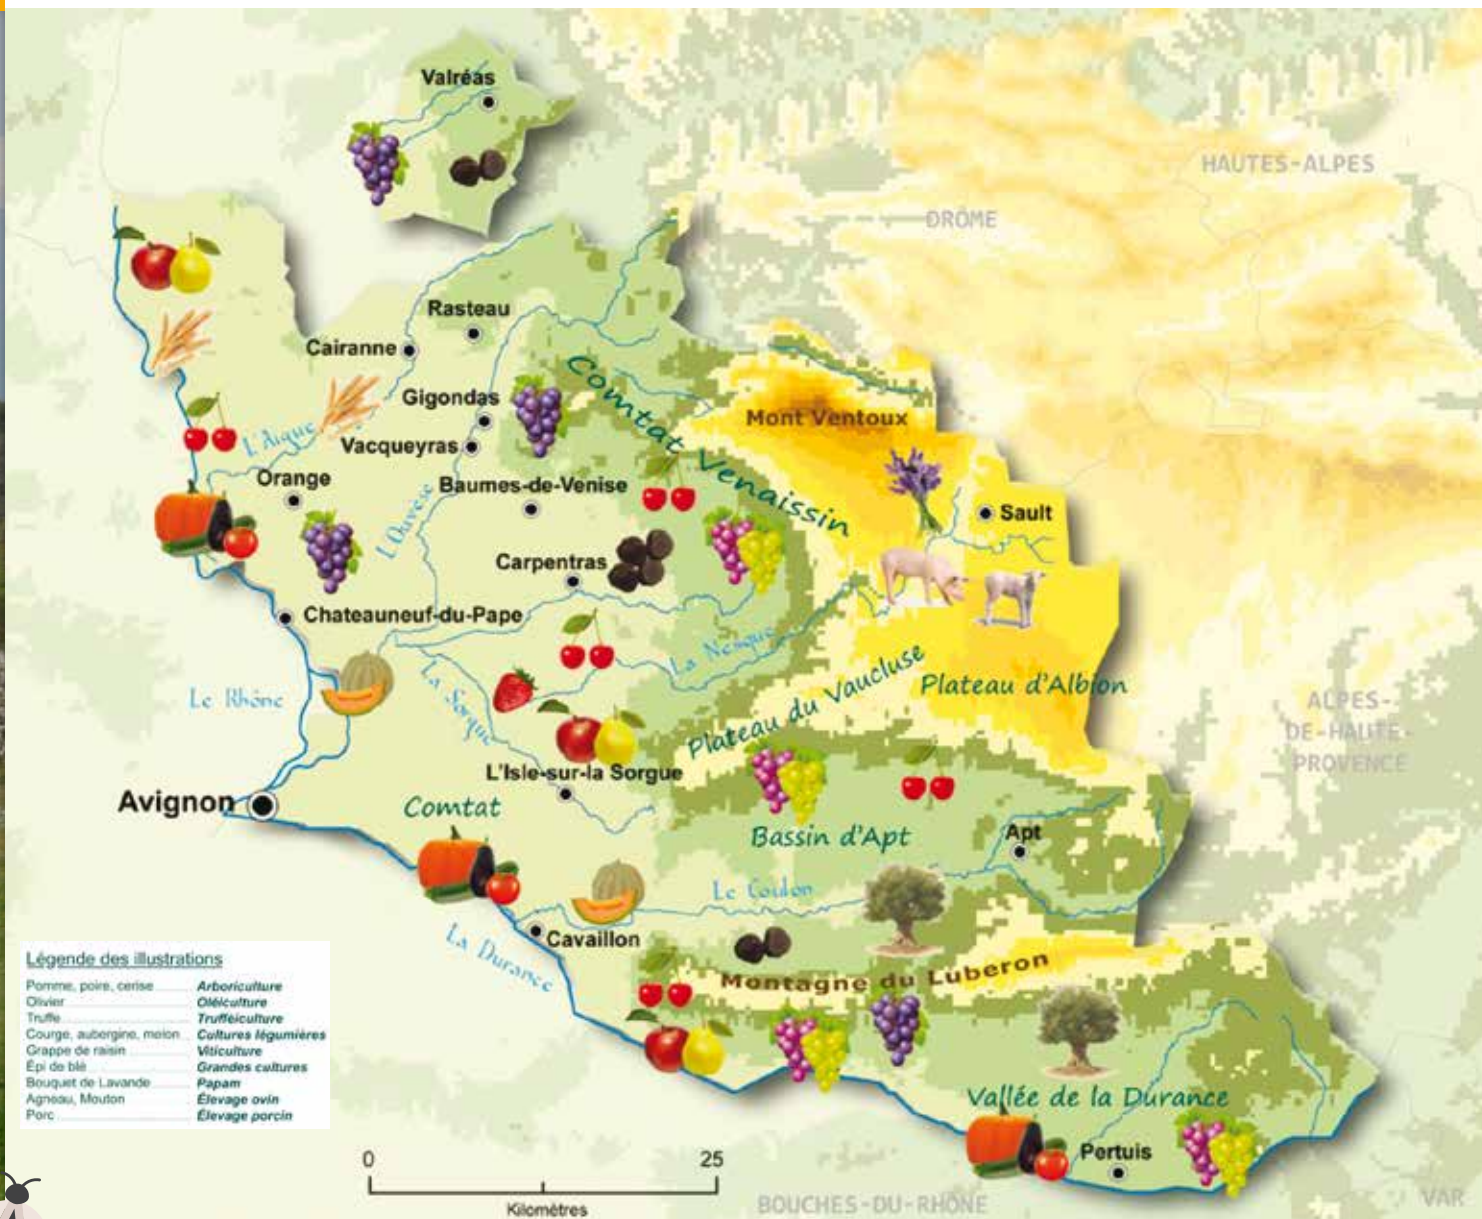 Valréas
HAUTES-ALPES
DRÔME
Rasteau
Cairanne
Comtat Venaissin
Gigondas
Mont Ventoux
L'Aigue
Vacqueyras
Orange
Baumes-de-Venise
L'Ouvèse
Sault
Carpentras
Chateauneuf-du-Pape
La Nesque
Le Rhône
La Sorgue
Plateau du Vaucluse
Plateau d'Albion
ALPES-
DE-HAUTE-
PROVENCE
L'Isle-sur-la Sorgue
Avignon
Comtat
Bassin d'Apt
Apt
Le Coulon
Cavaillon
La Durance
Montagne du Luberon
Légende des illustrations
Pomme, poire, cerise Arboriculture
Olivier Oléiculture
Truffe Trufféiculture
Courge, aubergine, melon Cultures légumières
Grappe de raisin Viticulture
Épi de blé Grandes cultures
Bouquet de Lavande Papam
Agneau, Mouton Élevage ovin
Porc Élevage porcin
Vallée de la Durance
Pertuis
0 25
Kilomètres
BOUCHES-DU-RHÔNE
VAR